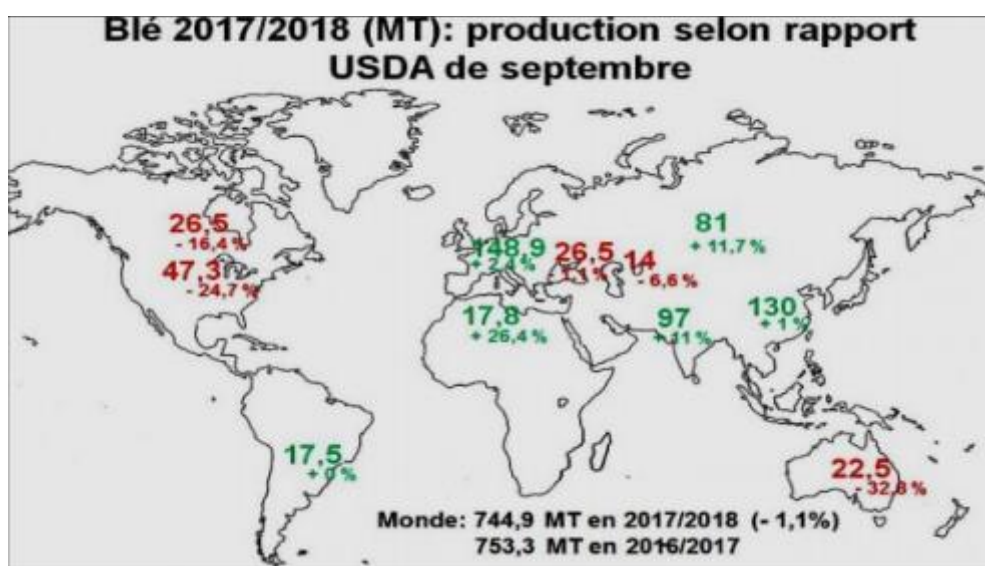 Blé 2017/2018 (MT): production selon rapport
USDA de septembre
26,5
- 16,4 %
47,3
- 24,7 %
148,9
+ 2,4 %
26,5
- 1,1 %
14
- 6,6 %
81
+ 11,7 %
17,8
+ 26,4 %
97
+ 11 %
130
+ 1 %
17,5
+ 0 %
22,5
- 32,8 %
Monde: 744,9 MT en 2017/2018 (- 1,1%)
753,3 MT en 2016/2017